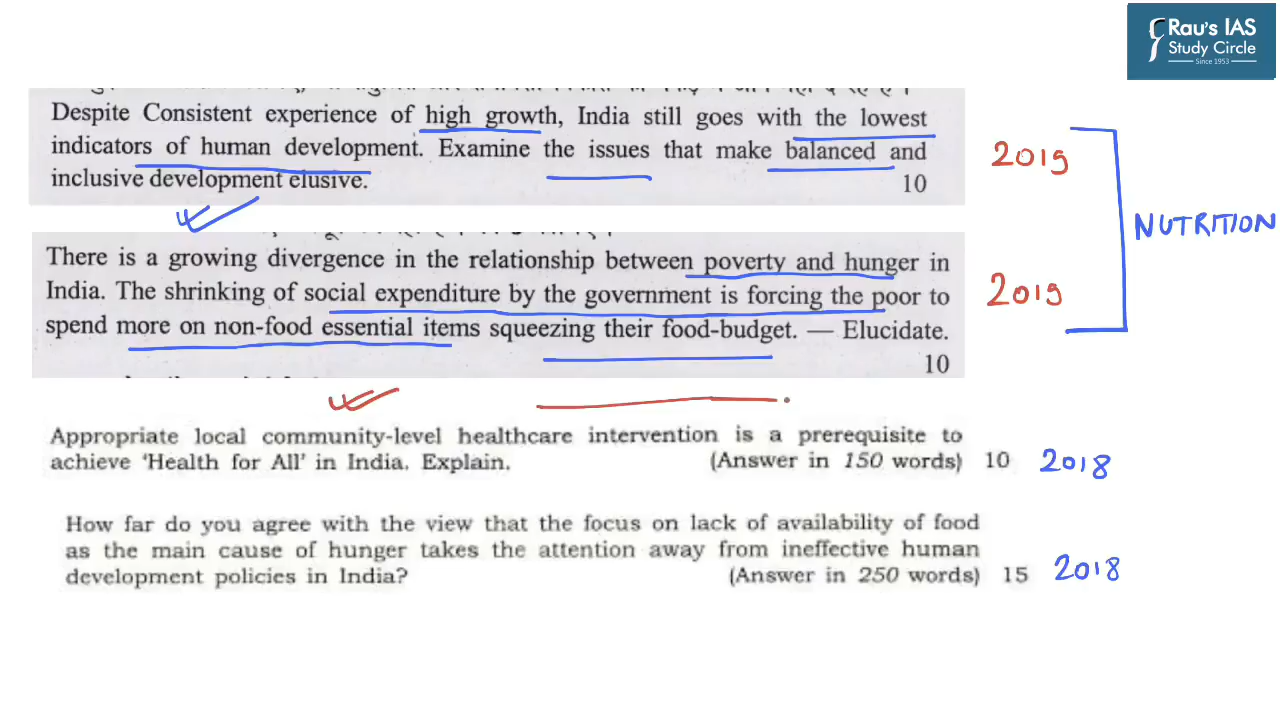 Rau's IAS
Study Circle
Since 1953
Despite Consistent experience of high growth, India still goes with the lowest
indicators of human development. Examine the issues that make balanced and
inclusive development elusive. 10
2019
NUTRITION
There is a growing divergence in the relationship between poverty and hunger in
India. The shrinking of social expenditure by the government is forcing the poor to
spend more on non-food essential items squeezing their food-budget. — Elucidate.
10
2019
Appropriate local community-level healthcare intervention is a prerequisite to
achieve 'Health for All' in India. Explain. (Answer in 150 words) 10
2018
How far do you agree with the view that the focus on lack of availability of food
as the main cause of hunger takes the attention away from ineffective human
development policies in India? (Answer in 250 words) 15
2018